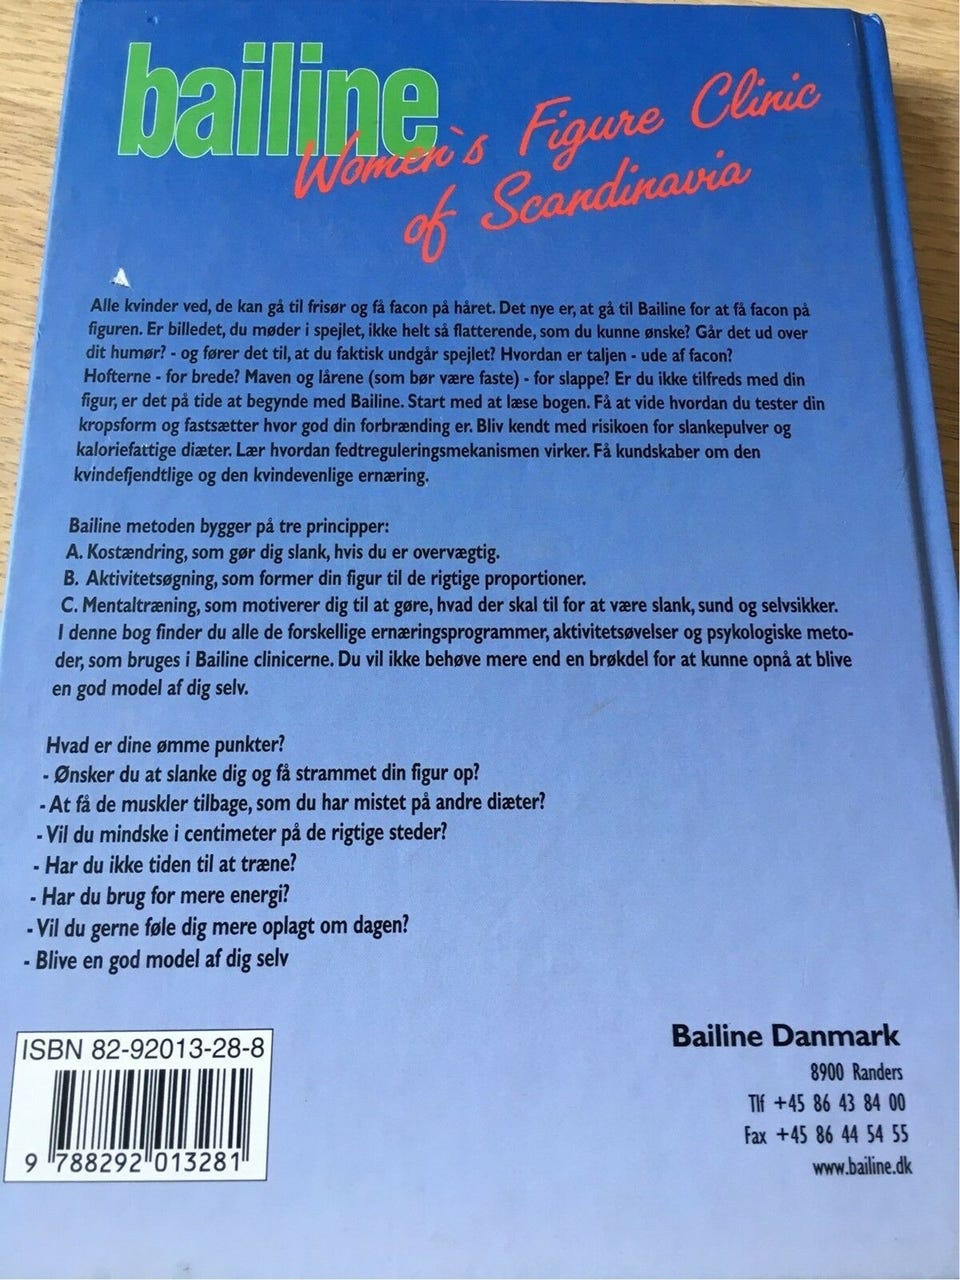 bailine
Women`s Figure Clinic
of Scandinavia
Alle kvinder ved, de kan gå til frisør og få facon på håret. Det nye er, at gå til Bailine for at få facon på
figuren. Er billedet, du møder i spejlet, ikke helt så flatterende, som du kunne ønske? Går det ud over
dit humør? - og fører det til, at du faktisk undgår spejlet? Hvordan er taljen - ude af facon?
Hofterne - for brede? Maven og lårene (som bør være faste) - for slappe? Er du ikke tilfreds med din
figur, er det på tide at begynde med Bailine. Start med at læse bogen. Få at vide hvordan du tester din
kropsform og fastsætter hvor god din forbrænding er. Bliv kendt med risikoen for slankepulver og
kaloriefattige diæter. Lær hvordan fedtreguleringsmekanismen virker. Få kundskaber om den
kvindefjendtlige og den kvindevenlige ernæring.
Bailine metoden bygger på tre principper:
A. Kostændring, som gør dig slank, hvis du er overvægtig.
B. Aktivitetsøgning, som former din figur til de rigtige proportioner.
C. Mentaltræning, som motiverer dig til at gøre, hvad der skal til for at være slank, sund og selvsikker.
I denne bog finder du alle de forskellige ernæringsprogrammer, aktivitetsøvelser og psykologiske meto-
der, som bruges i Bailine clinicerne. Du vil ikke behøve mere end en brøkdel for at kunne opnå at blive
en god model af dig selv.
Hvad er dine ømme punkter?
- Ønsker du at slanke dig og få strammet din figur op?
- At få de muskler tilbage, som du har mistet på andre diæter?
- Vil du mindske i centimeter på de rigtige steder?
- Har du ikke tiden til at træne?
- Har du brug for mere energi?
- Vil du gerne føle dig mere oplagt om dagen?
- Blive en god model af dig selv
ISBN 82-92013-28-8
9 788292 013281
Bailine Danmark
8900 Randers
Tlf +45 86 43 84 00
Fax +45 86 44 54 55
www.bailine.dk